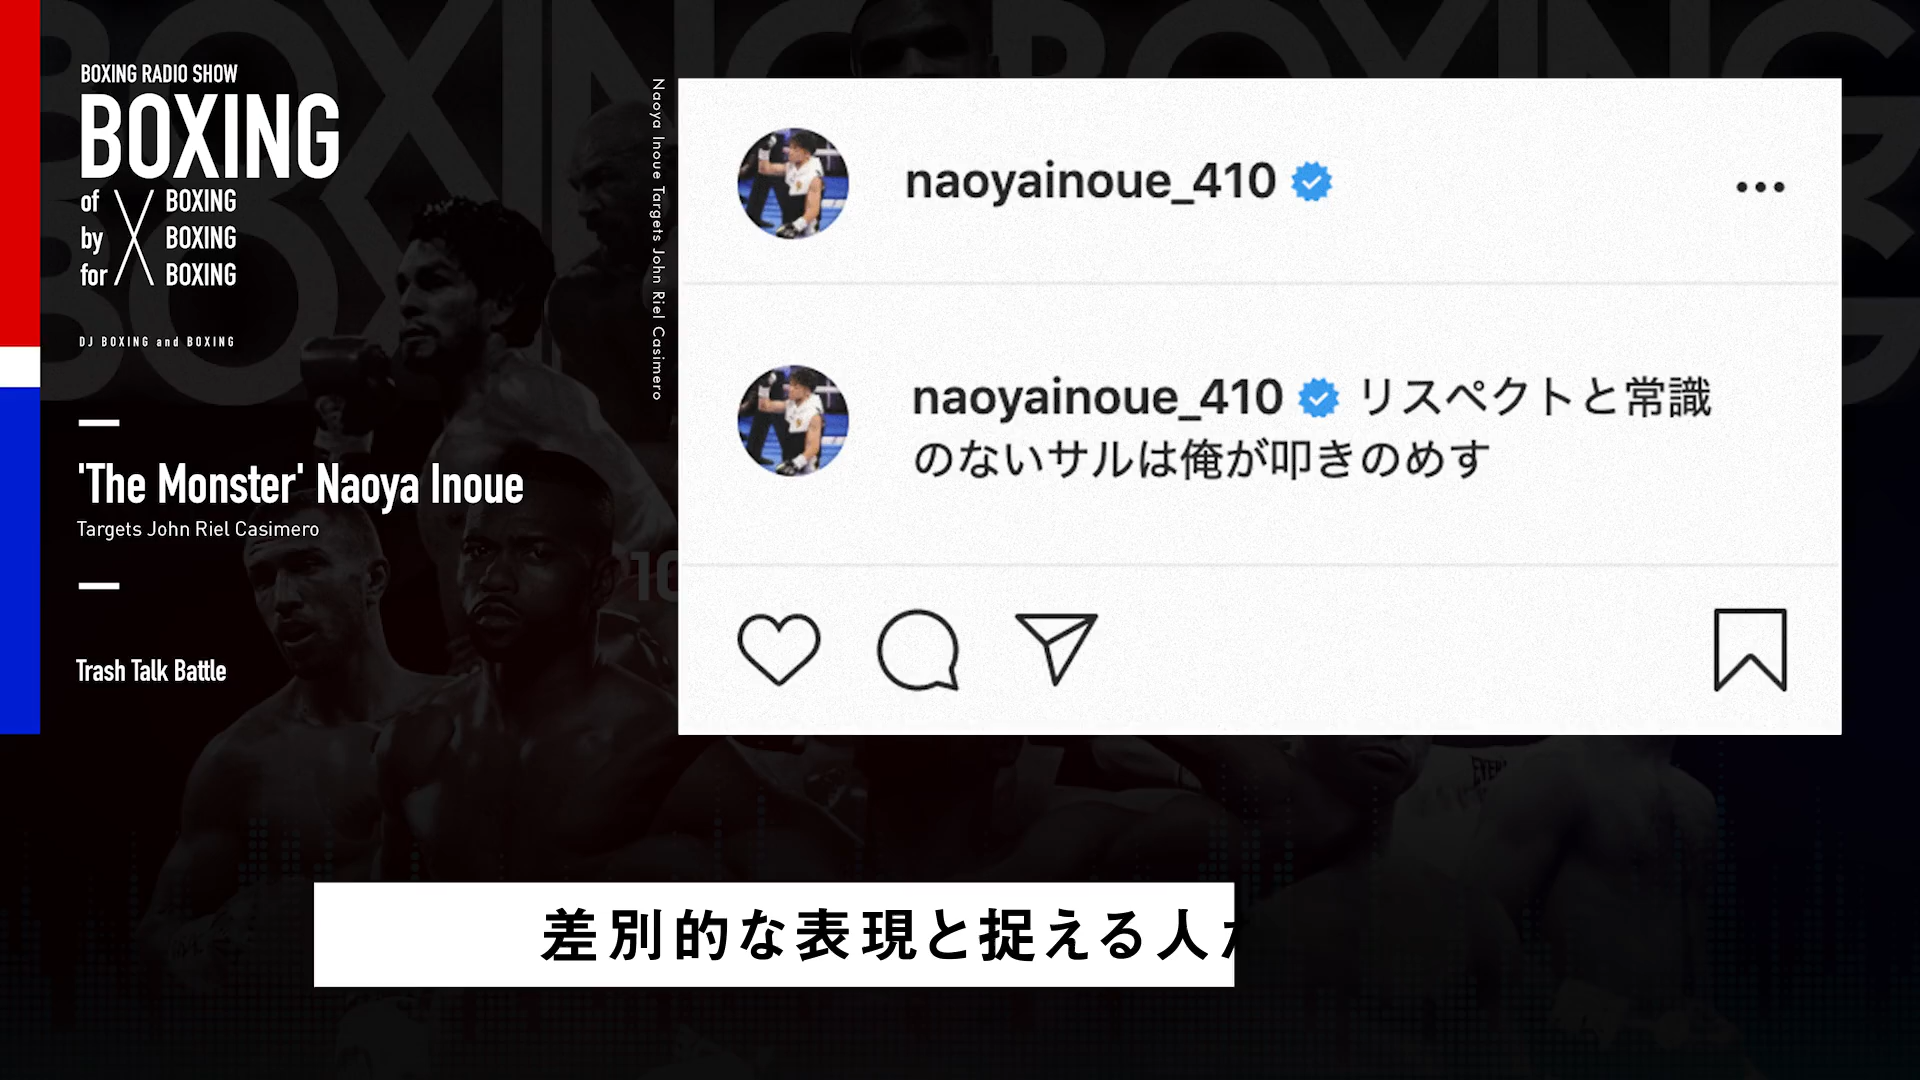 BOXING RADIO SHOW
BOXING
of BOXING
by BOXING
for BOXING
DJ BOXING and BOXING
'The Monster' Naoya Inoue
Targets John Riel Casimero
Trash Talk Battle
Naoya Inoue Targets John Riel Casimero
naoyainoue_410
naoyainoue_410 リスペクトと常識
のないサルは俺が叩きのめす
差別的な表現と捉える人